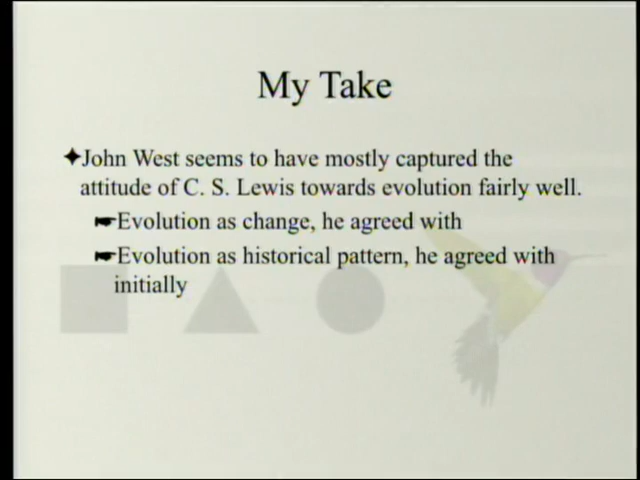 My Take
John West seems to have mostly captured the
attitude of C. S. Lewis towards evolution fairly well.
Evolution as change, he agreed with
Evolution as historical pattern, he agreed with
initially